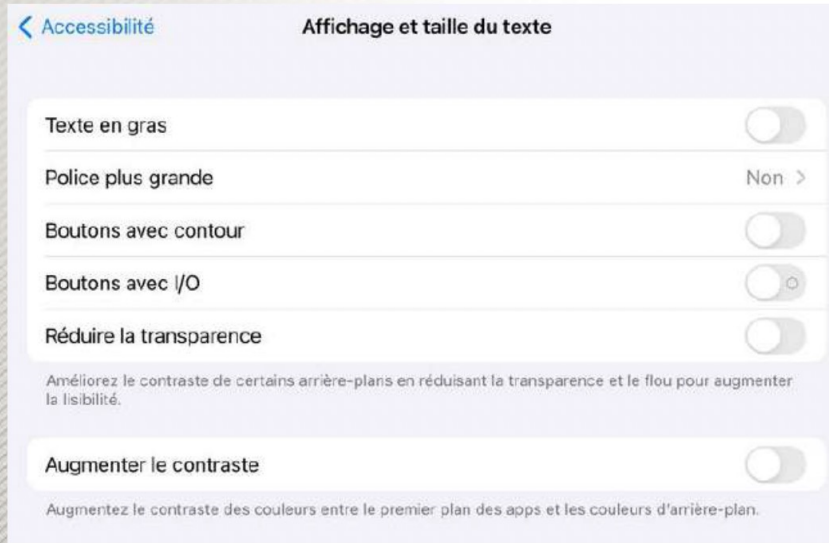 Accessibilité
Affichage et taille du texte
Texte en gras
Police plus grande
Non
Boutons avec contour
Boutons avec I/O
Réduire la transparence
Améliorez le contraste de certains arrière-plans en réduisant la transparence et le flou pour augmenter
la lisibilité.
Augmenter le contraste
Augmentez le contraste des couleurs entre le premier plan des apps et les couleurs d'arrière-plan.